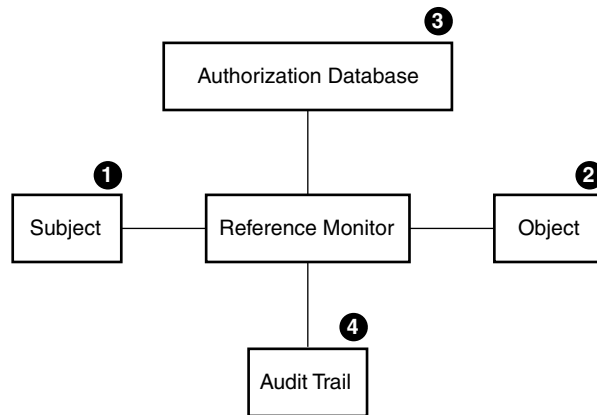 3
Authorization Database
1
2
Subject
Reference Monitor
Object
4
Audit Trail